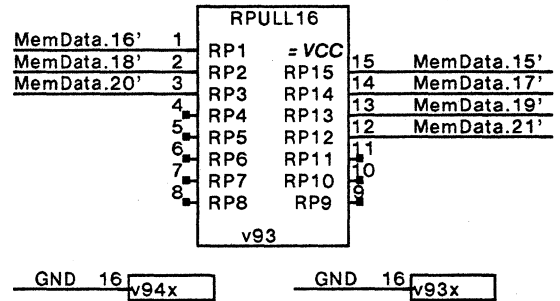 RPULL16
MemData.16' 1 RP1 = VCC
MemData.18' 2 RP2 RP15 15 MemData.15'
MemData.20' 3 RP3 RP14 14 MemData.17'
4 RP4 RP13 13 MemData.19'
5 RP5 RP12 12 MemData.21'
6 RP6 RP11 11
7 RP7 RP10 10
8 RP8 RP9 9
v93
GND 16 v94x GND 16 v93x